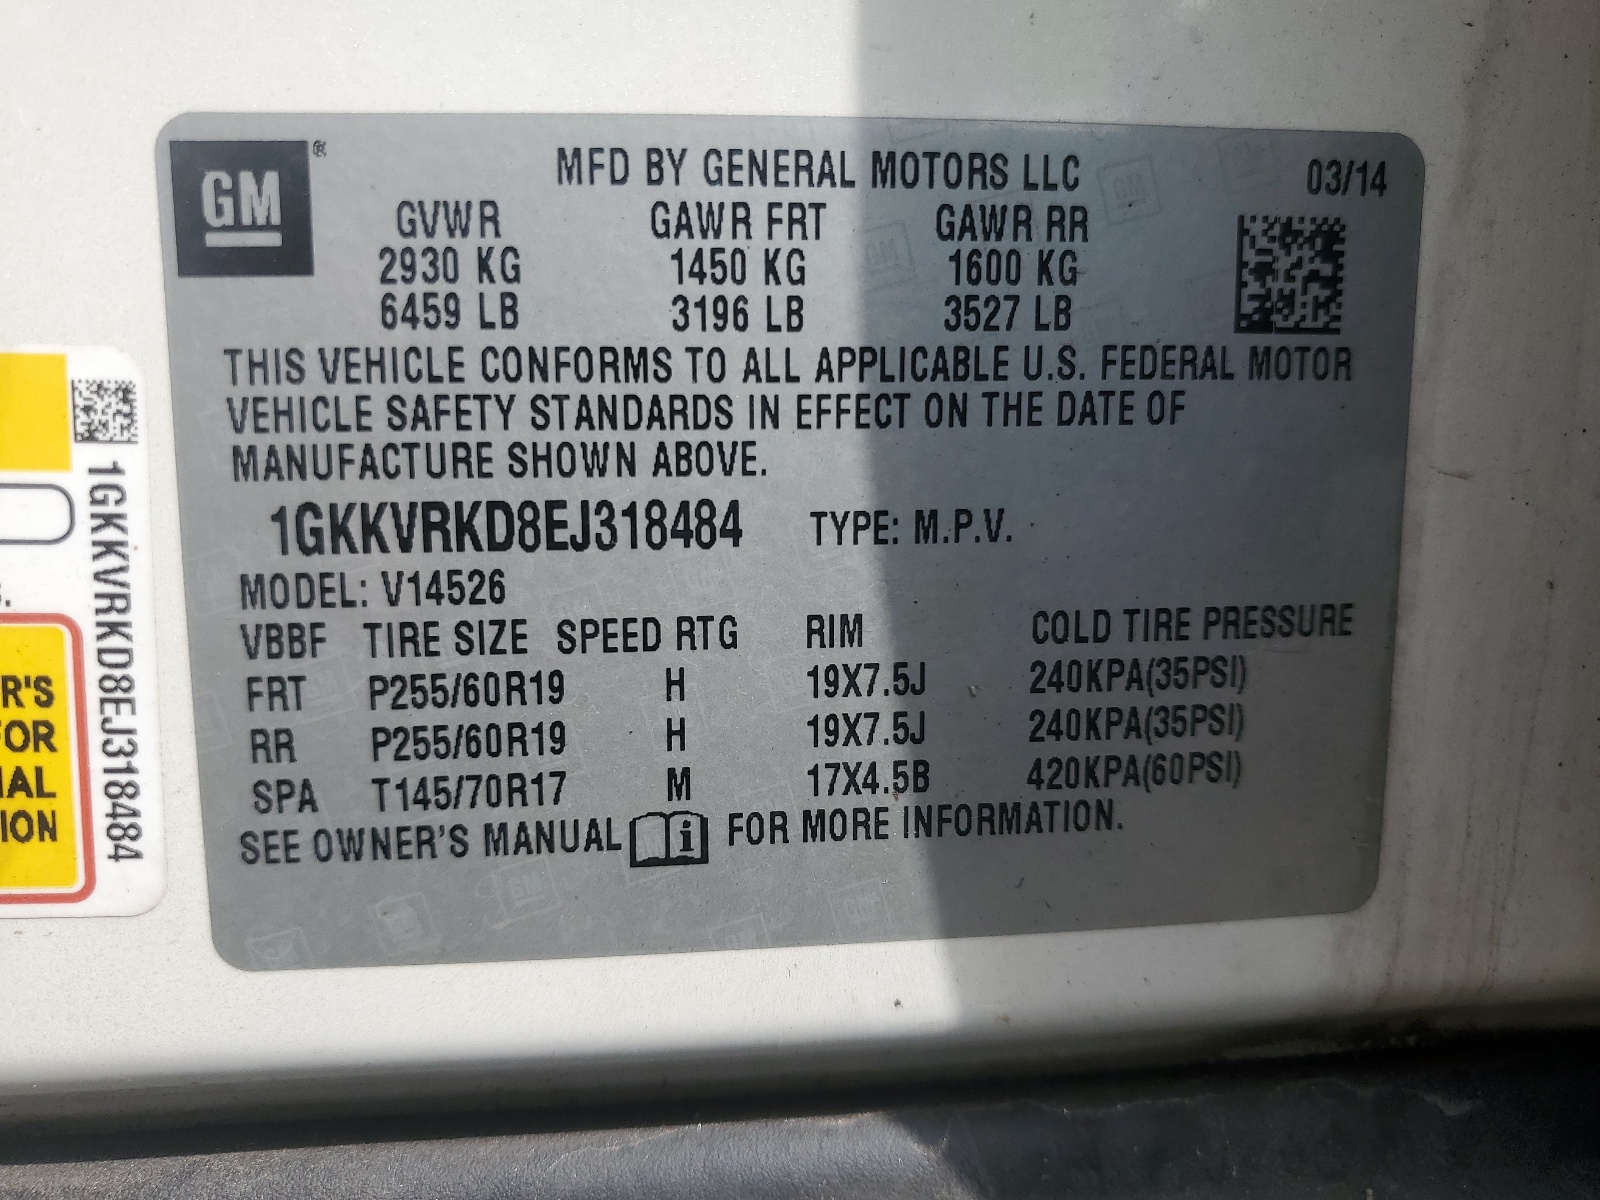 GM®
MFD BY GENERAL MOTORS LLC 03/14
GVWR GAWR FRT GAWR RR
2930 KG 1450 KG 1600 KG
6459 LB 3196 LB 3527 LB
THIS VEHICLE CONFORMS TO ALL APPLICABLE U.S. FEDERAL MOTOR
VEHICLE SAFETY STANDARDS IN EFFECT ON THE DATE OF
MANUFACTURE SHOWN ABOVE.
1GKKVRKD8EJ318484 TYPE: M.P.V.
MODEL: V14526
VBBF TIRE SIZE SPEED RTG RIM COLD TIRE PRESSURE
FRT P255/60R19 H 19X7.5J 240KPA(35PSI)
RR P255/60R19 H 19X7.5J 240KPA(35PSI)
SPA T145/70R17 M 17X4.5B 420KPA(60PSI)
SEE OWNER'S MANUAL i FOR MORE INFORMATION.
1GKKVRKD8EJ318484
R'S
FOR
IAL
ION